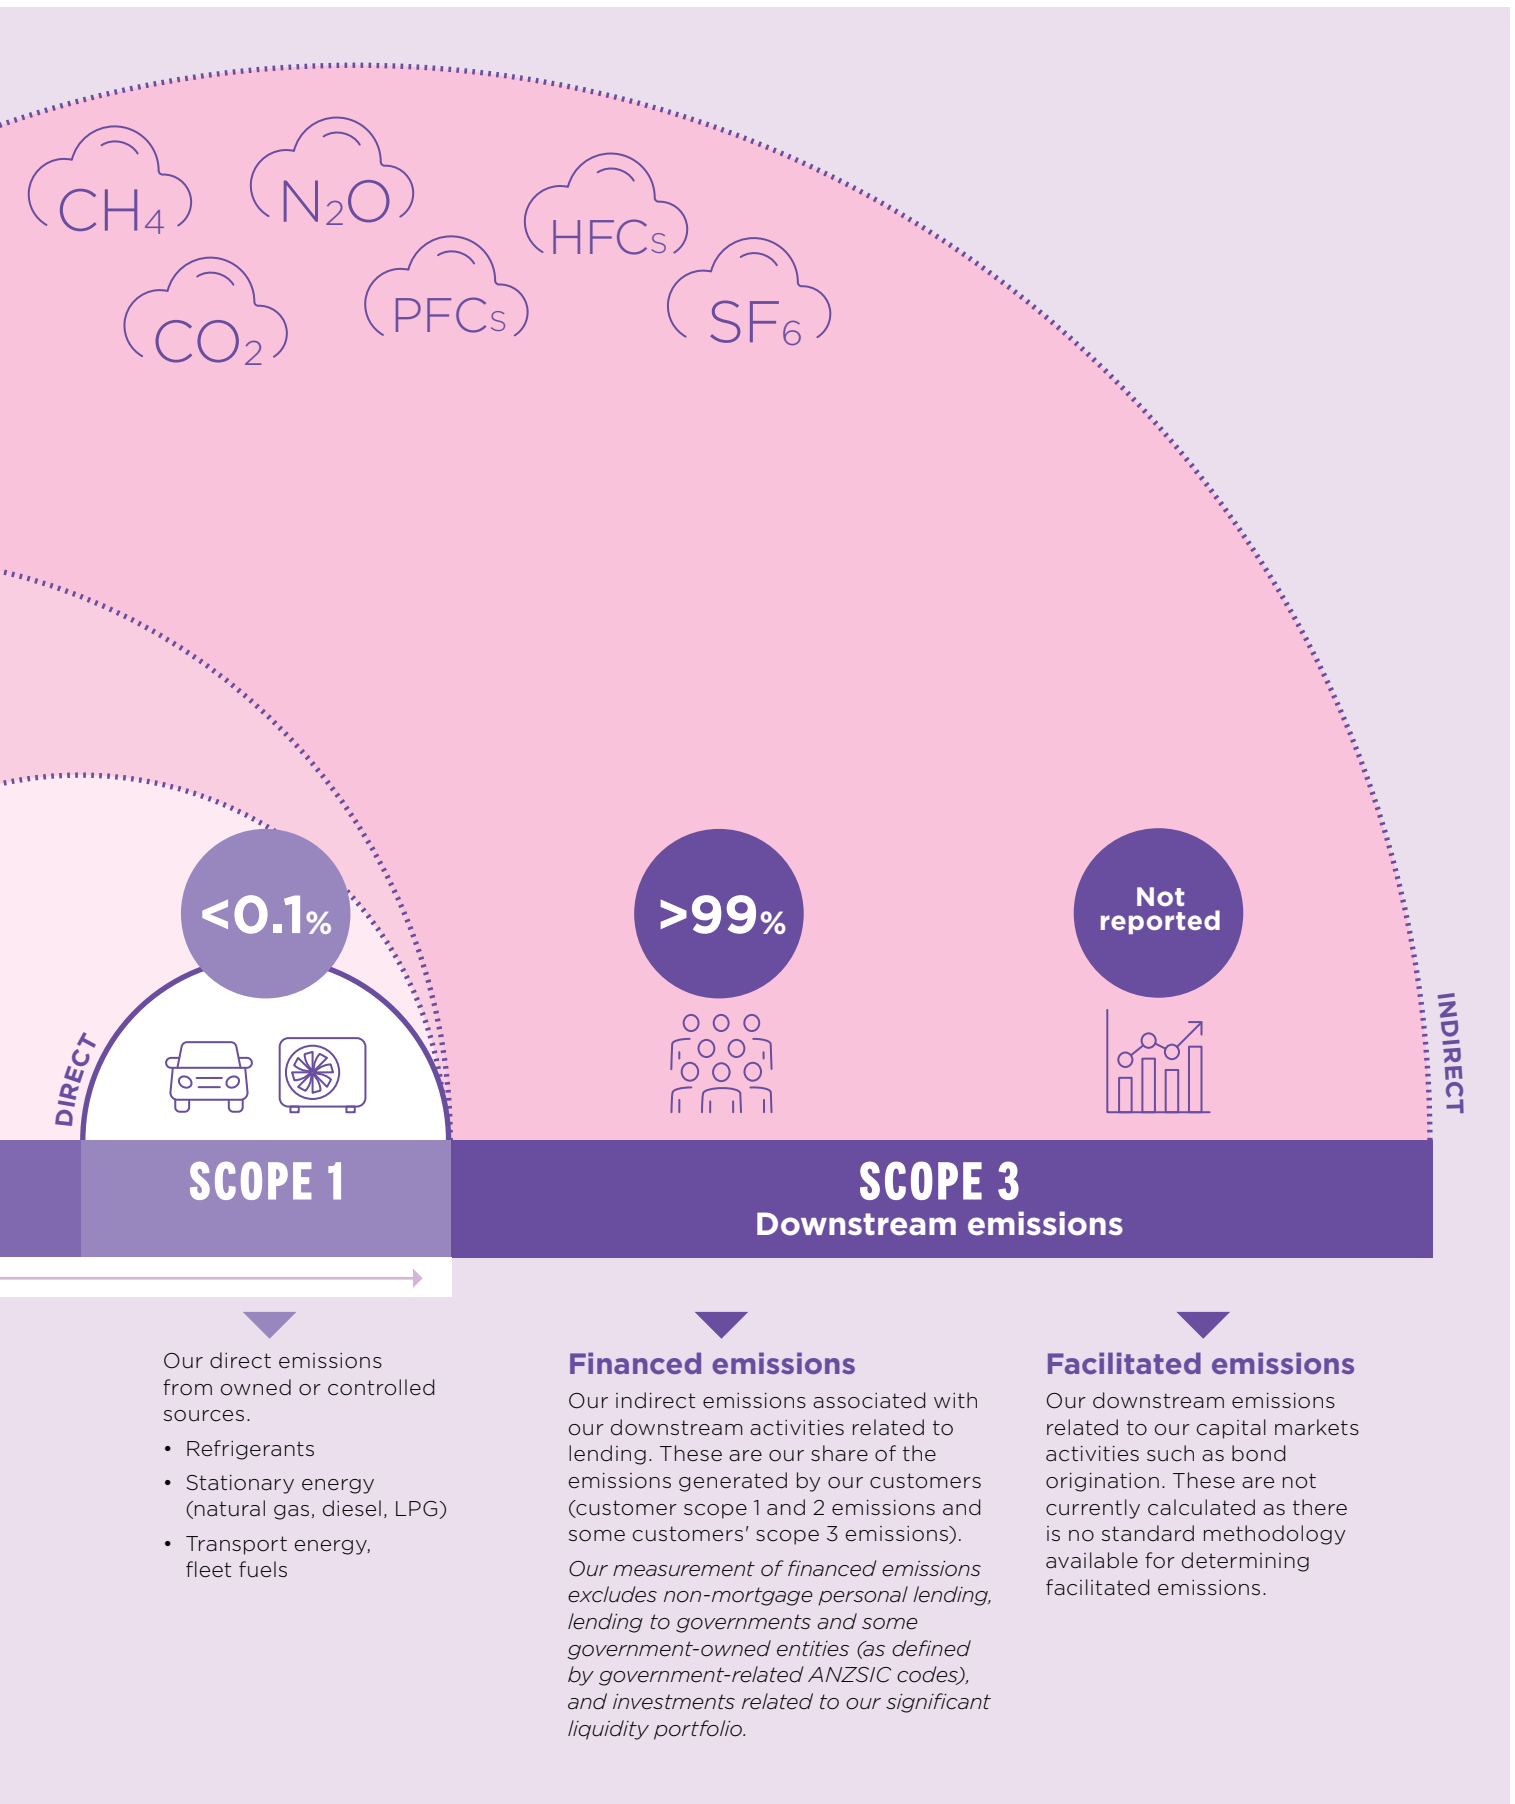 CH4
N2O
HFCs
CO2
PFCs
SF6
<0.1%
>99%
Not
reported
DIRECT
INDIRECT
SCOPE 1
SCOPE 3
Downstream emissions
Our direct emissions
from owned or controlled
sources.
• Refrigerants
• Stationary energy
(natural gas, diesel, LPG)
• Transport energy,
fleet fuels
Financed emissions
Our indirect emissions associated with
our downstream activities related to
lending. These are our share of the
emissions generated by our customers
(customer scope 1 and 2 emissions and
some customers' scope 3 emissions).
Our measurement of financed emissions
excludes non-mortgage personal lending,
lending to governments and some
government-owned entities (as defined
by government-related ANZSIC codes),
and investments related to our significant
liquidity portfolio.
Facilitated emissions
Our downstream emissions
related to our capital markets
activities such as bond
origination. These are not
currently calculated as there
is no standard methodology
available for determining
facilitated emissions.